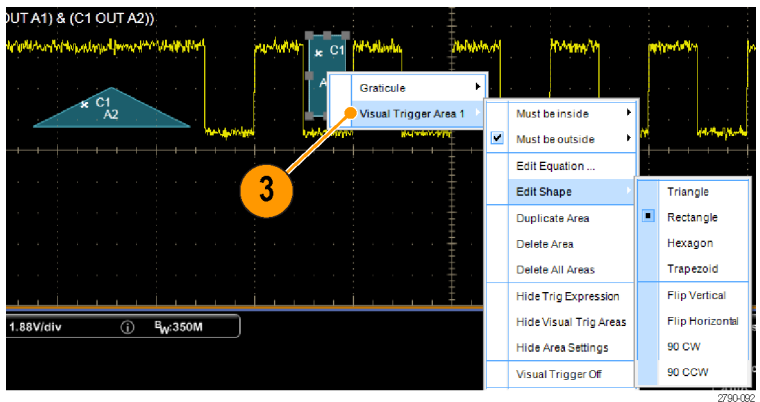 OUT A1) & (C1 OUT A2))
C1
A
C1
A2
Graticule
Visual Trigger Area 1
3
Must be inside
Must be outside
Edit Equation ...
Edit Shape
Duplicate Area
Delete Area
Delete All Areas
Hide Trig Expression
Hide Visual Trig Areas
Hide Area Settings
Visual Trigger Off
Triangle
Rectangle
Hexagon
Trapezoid
Flip Vertical
Flip Horizontal
90 CW
90 CCW
1.88V/div
BW:350M
2790-092